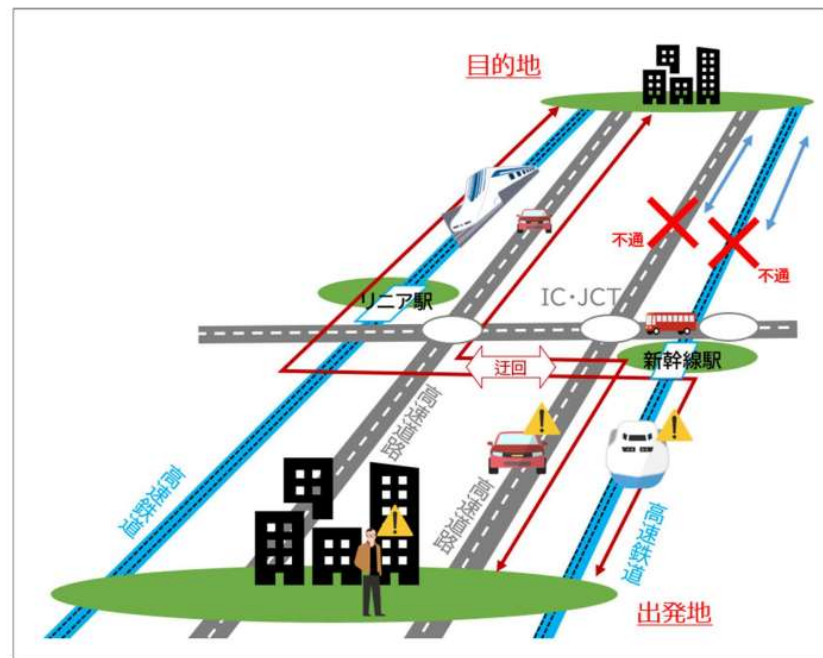 目的地
不通
不通
リニア駅
IC・JCT
新幹線駅
迂回
高速道路
高速道路
高速鉄道
高速鉄道
出発地